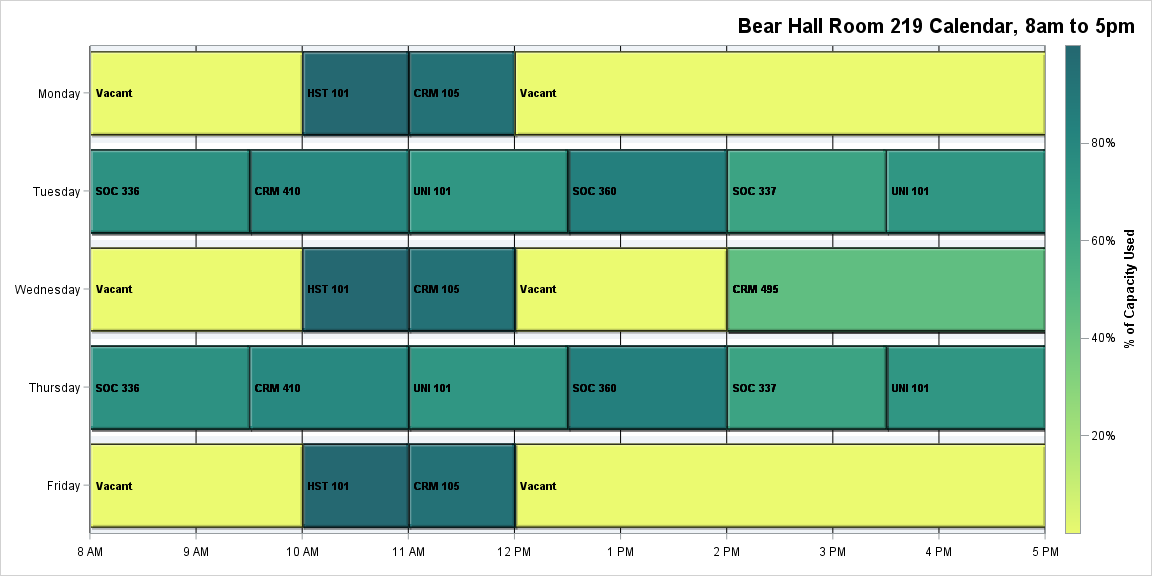 Bear Hall Room 219 Calendar, 8am to 5pm
Monday
Vacant
HST 101
CRM 105
Vacant
Tuesday
SOC 336
CRM 410
UNI 101
SOC 360
SOC 337
UNI 101
Wednesday
Vacant
HST 101
CRM 105
Vacant
CRM 495
Thursday
SOC 336
CRM 410
UNI 101
SOC 360
SOC 337
UNI 101
Friday
Vacant
HST 101
CRM 105
Vacant
8 AM
9 AM
10 AM
11 AM
12 PM
1 PM
2 PM
3 PM
4 PM
5 PM
80%
60%
40%
20%
% of Capacity Used